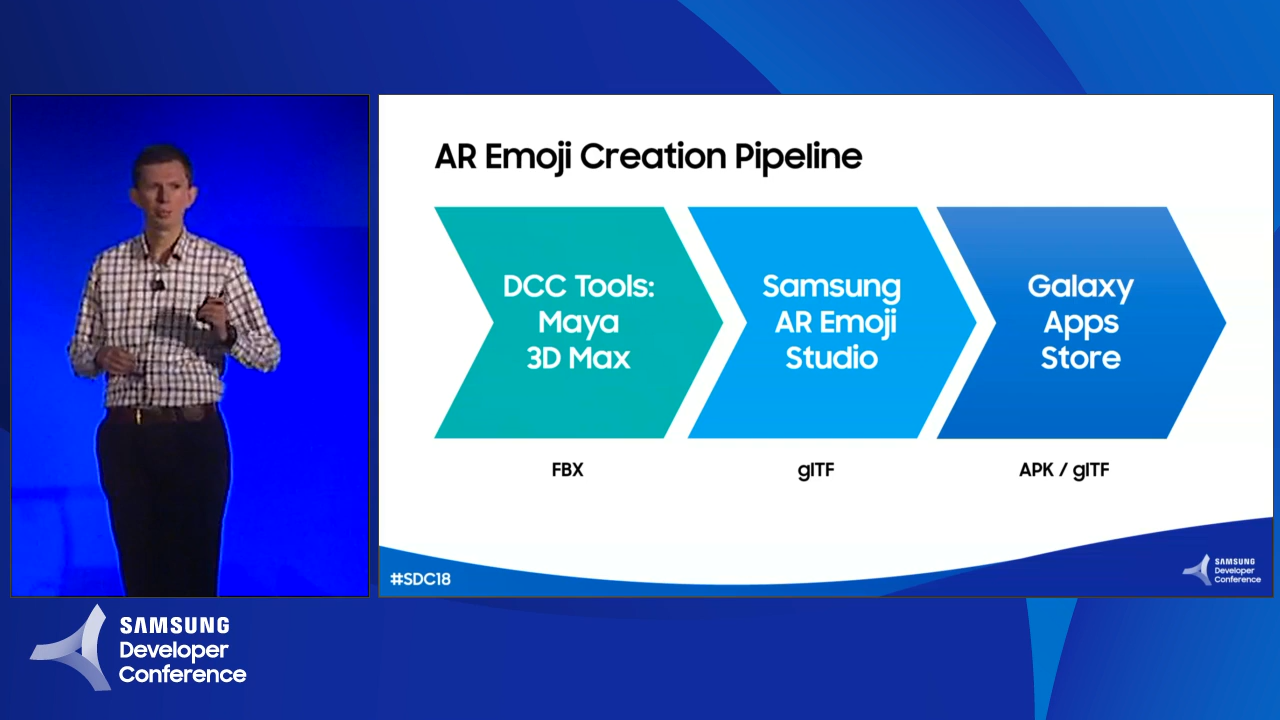 AR Emoji Creation Pipeline
DCC Tools:
Maya
3D Max
Samsung
AR Emoji
Studio
Galaxy
Apps
Store
FBX
glTF
APK / glTF
#SDC18
SAMSUNG
Developer
Conference
SAMSUNG
Developer
Conference